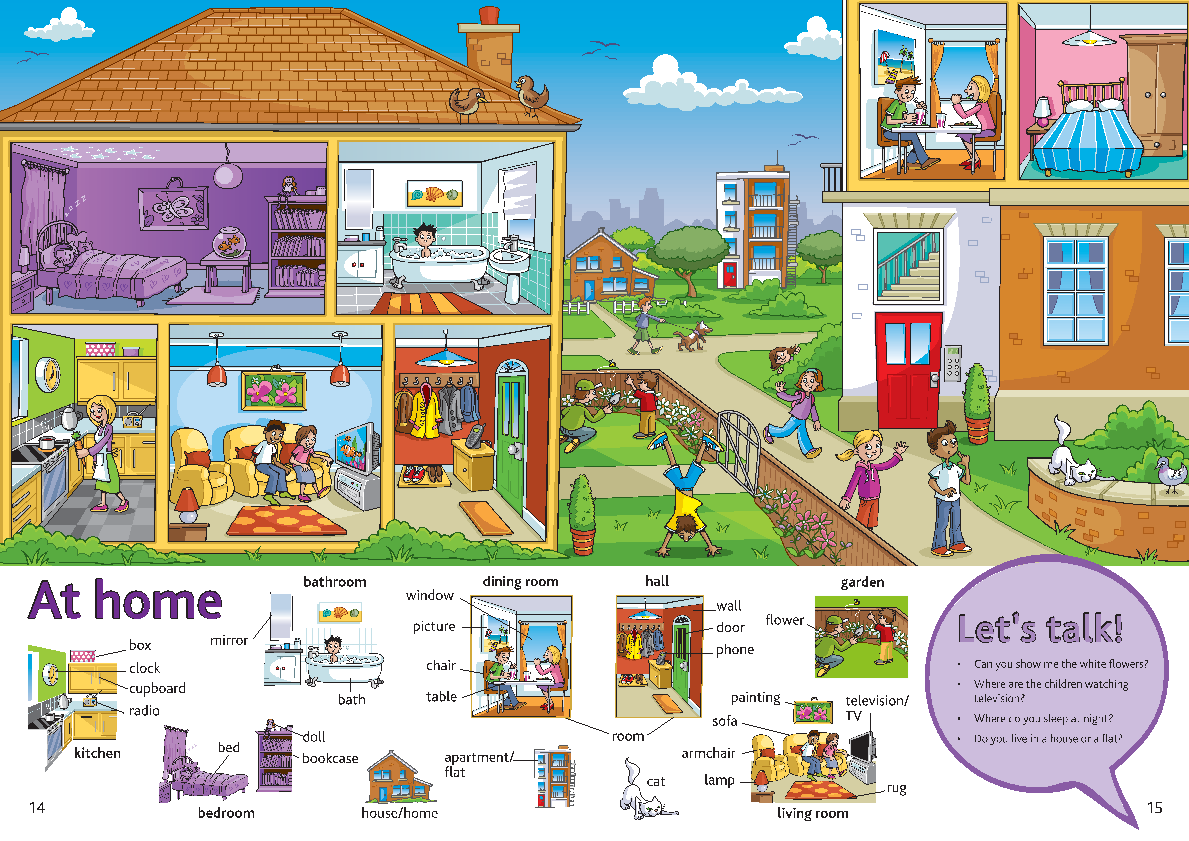 z z z z
At home
bathroom
dining room
hall
garden
mirror
window
picture
chair
table
wall
door
phone
flower
box
clock
cupboard
radio
kitchen
bath
bed
doll
bookcase
bedroom
house/home
apartment/
flat
room
cat
painting
television/
TV
sofa
armchair
lamp
rug
living room
Let's talk!
• Can you show me the white flowers?
• Where are the children watching
television?
• Where do you sleep at night?
• Do you live in a house or a flat?
14
15